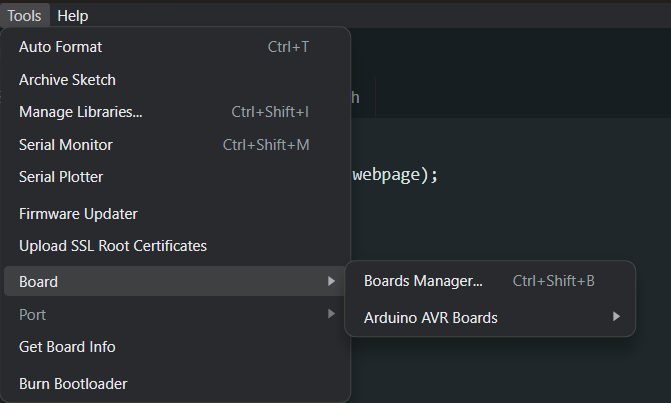 Tools Help
Auto Format Ctrl+T
Archive Sketch
Manage Libraries... Ctrl+Shift+I
h
Serial Monitor Ctrl+Shift+M
Serial Plotter
webpage);
Firmware Updater
Upload SSL Root Certificates
Board
Boards Manager... Ctrl+Shift+B
Port
Arduino AVR Boards
Get Board Info
Burn Bootloader